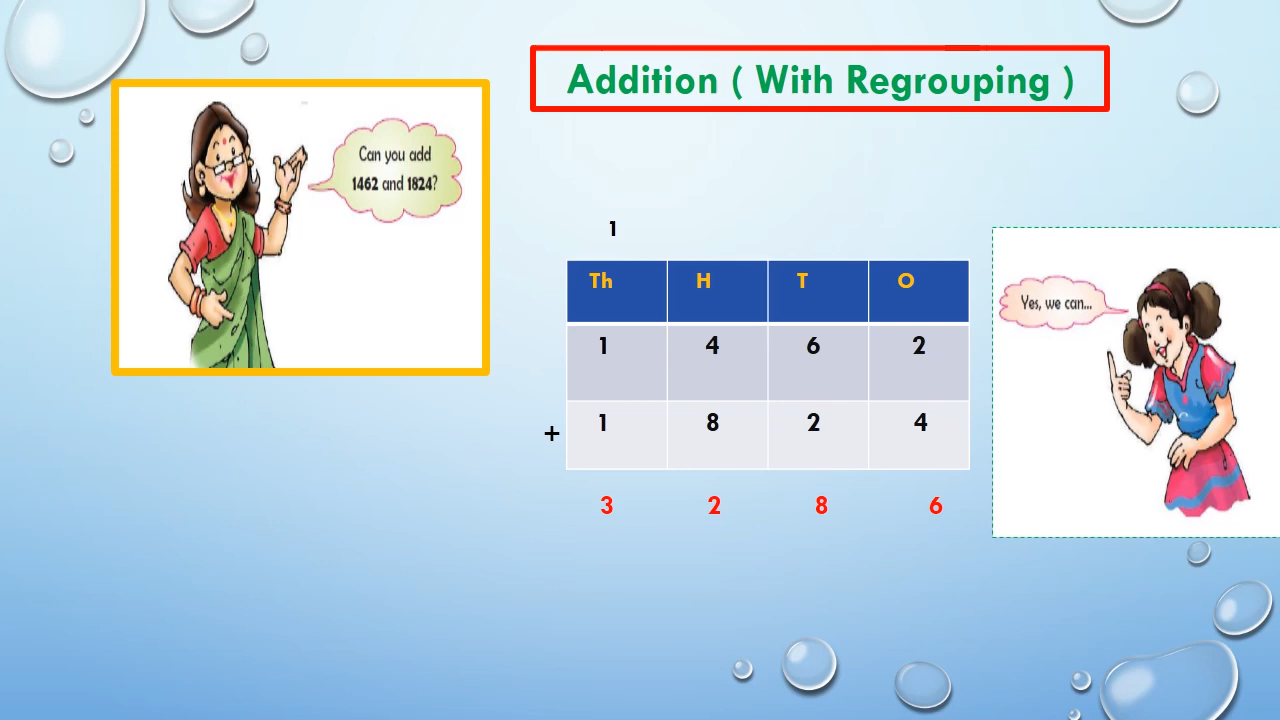 Addition ( With Regrouping )
Can you add
1462 and 1824?
1
Th H T O
1 4 6 2
+ 1 8 2 4
3 2 8 6
Yes, we can...